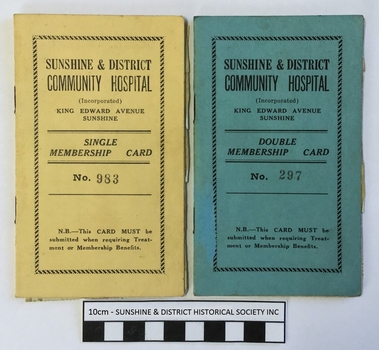 SUNSHINE & DISTRICT
COMMUNITY HOSPITAL
(Incorporated)
KING EDWARD AVENUE
SUNSHINE
SINGLE
MEMBERSHIP CARD
No. 983
N.B.—This CARD MUST be
submitted when requiring Treat-
ment or Membership Benefits.
SUNSHINE & DISTRICT
COMMUNITY HOSPITAL
(Incorporated)
KING EDWARD AVENUE
SUNSHINE
DOUBLE
MEMBERSHIP CARD
No. 297
N.B.—This CARD MUST be
submitted when requiring Treat-
ment or Membership Benefits.
10cm - SUNSHINE & DISTRICT HISTORICAL SOCIETY INC